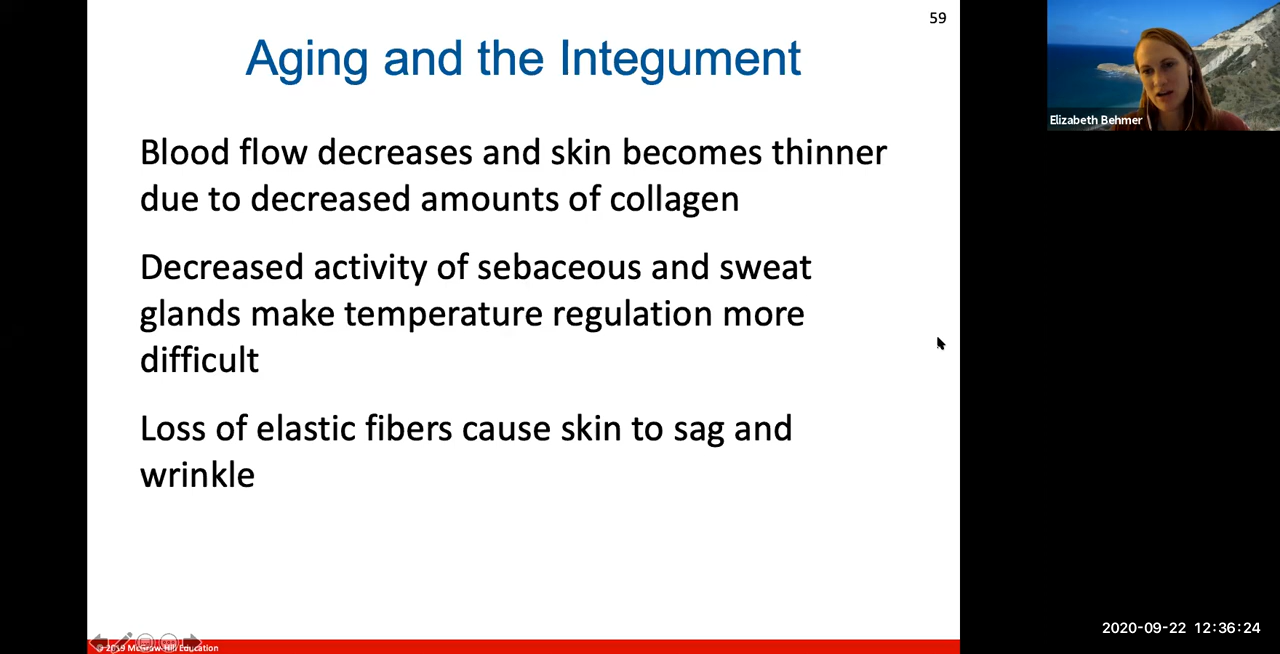 59
Aging and the Integument
Elizabeth Behmer
Blood flow decreases and skin becomes thinner
due to decreased amounts of collagen
Decreased activity of sebaceous and sweat
glands make temperature regulation more
difficult
Loss of elastic fibers cause skin to sag and
wrinkle
2020-09-22 12:36:24
© 2019 McGraw-Hill Education